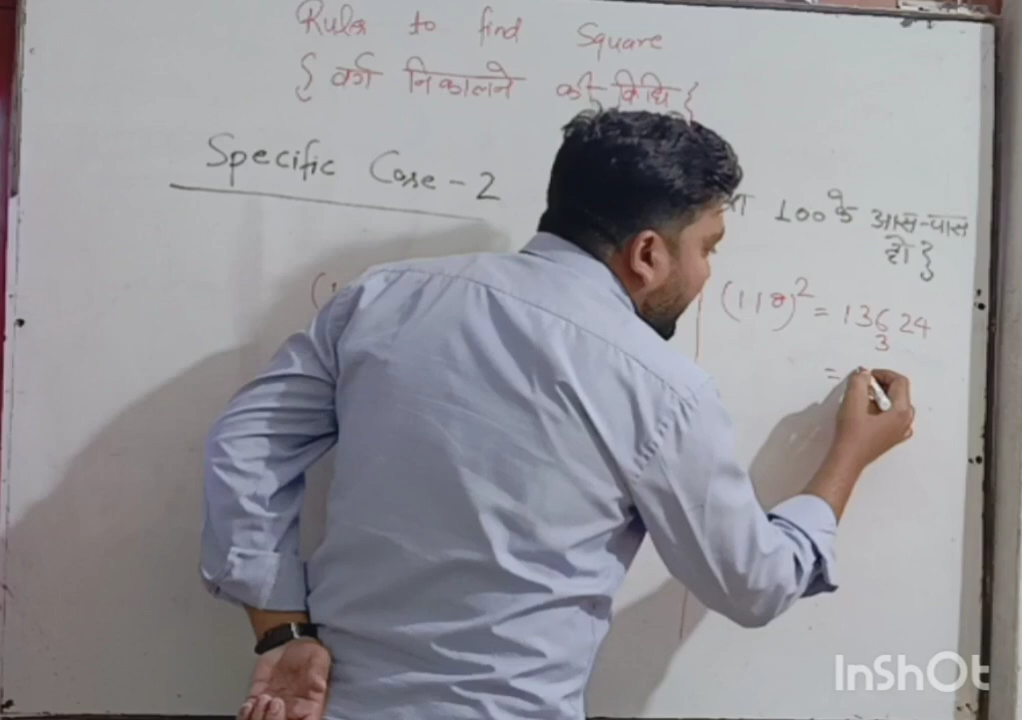 Rules to find Square
{ वर्ग निकालने की विधि }
Specific Case - 2
100 के आस-पास
हो }
(118)² = 13624
3
=
InShOt